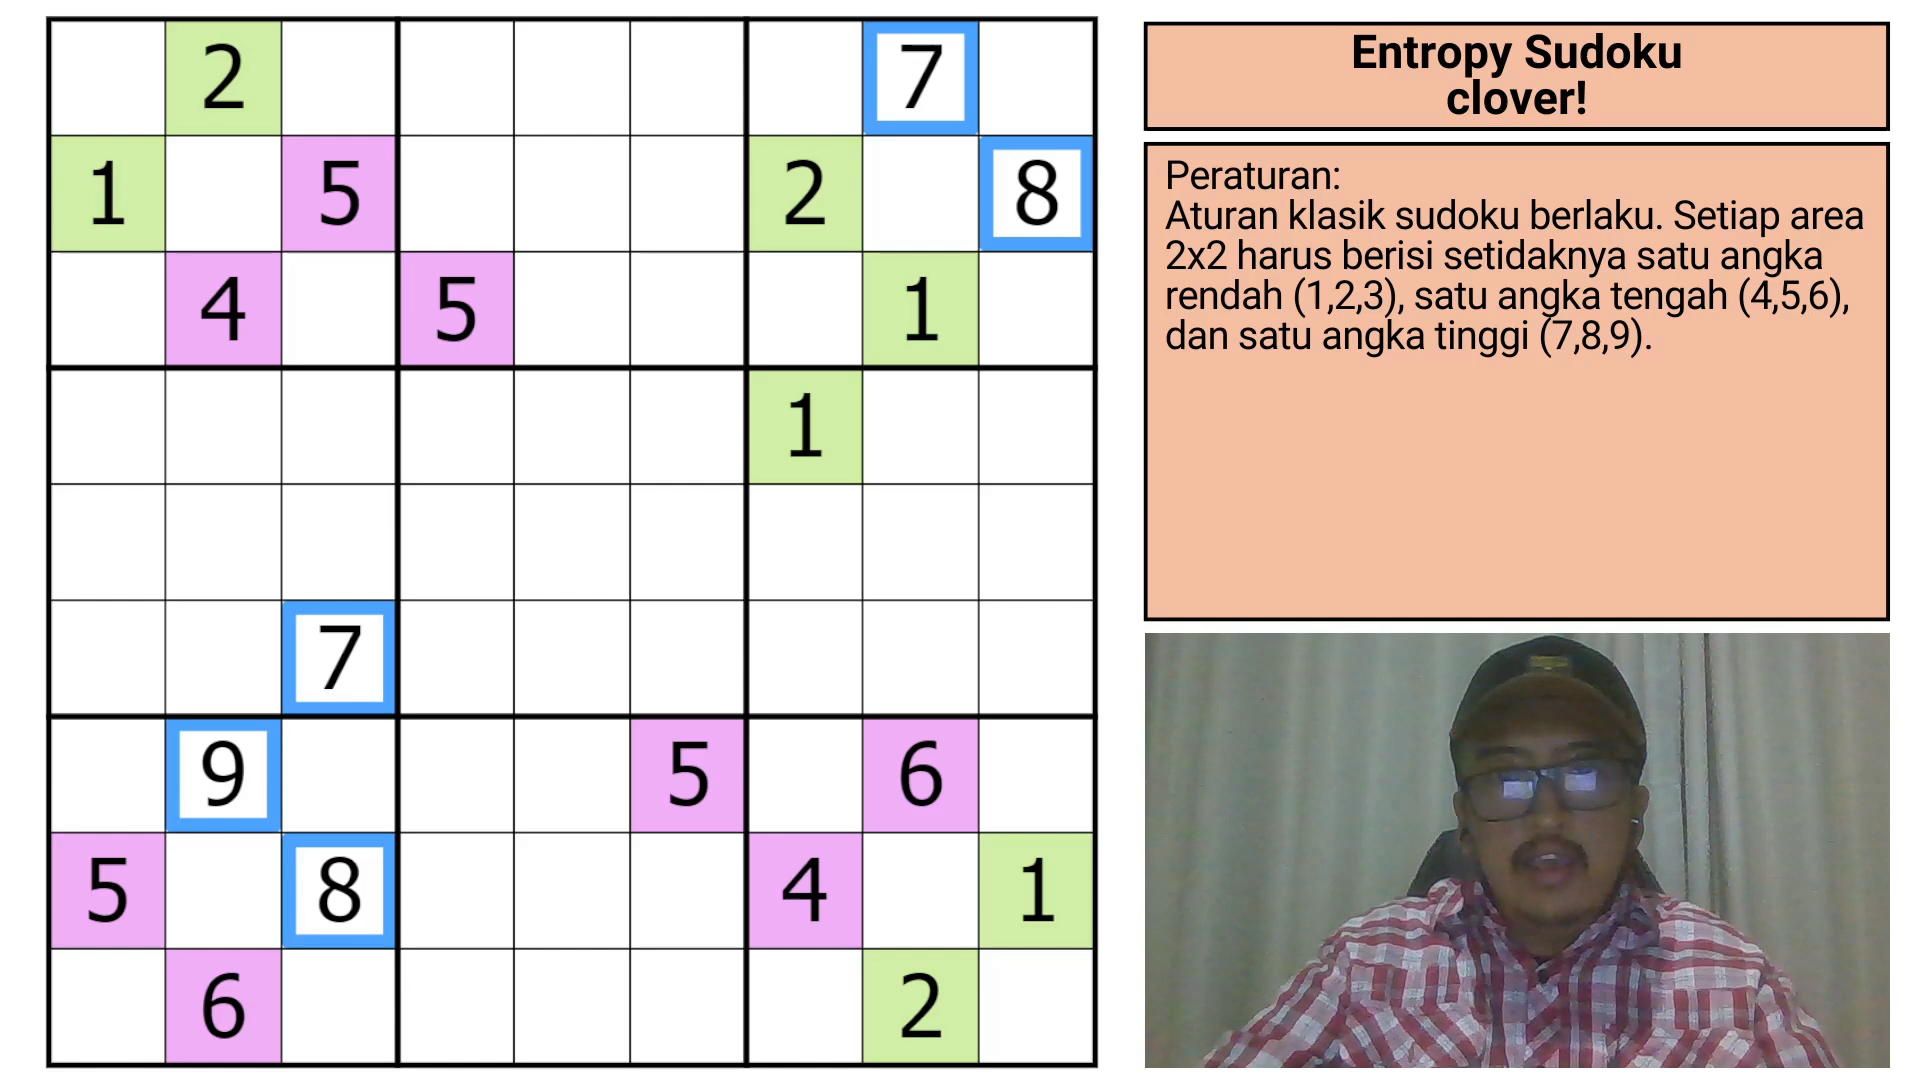 2 7
1 5 2 8
4 5 1
1
7
9 5 6
5 8 4 1
6 2
Entropy Sudoku
clover!
Peraturan:
Aturan klasik sudoku berlaku. Setiap area
2x2 harus berisi setidaknya satu angka
rendah (1,2,3), satu angka tengah (4,5,6),
dan satu angka tinggi (7,8,9).